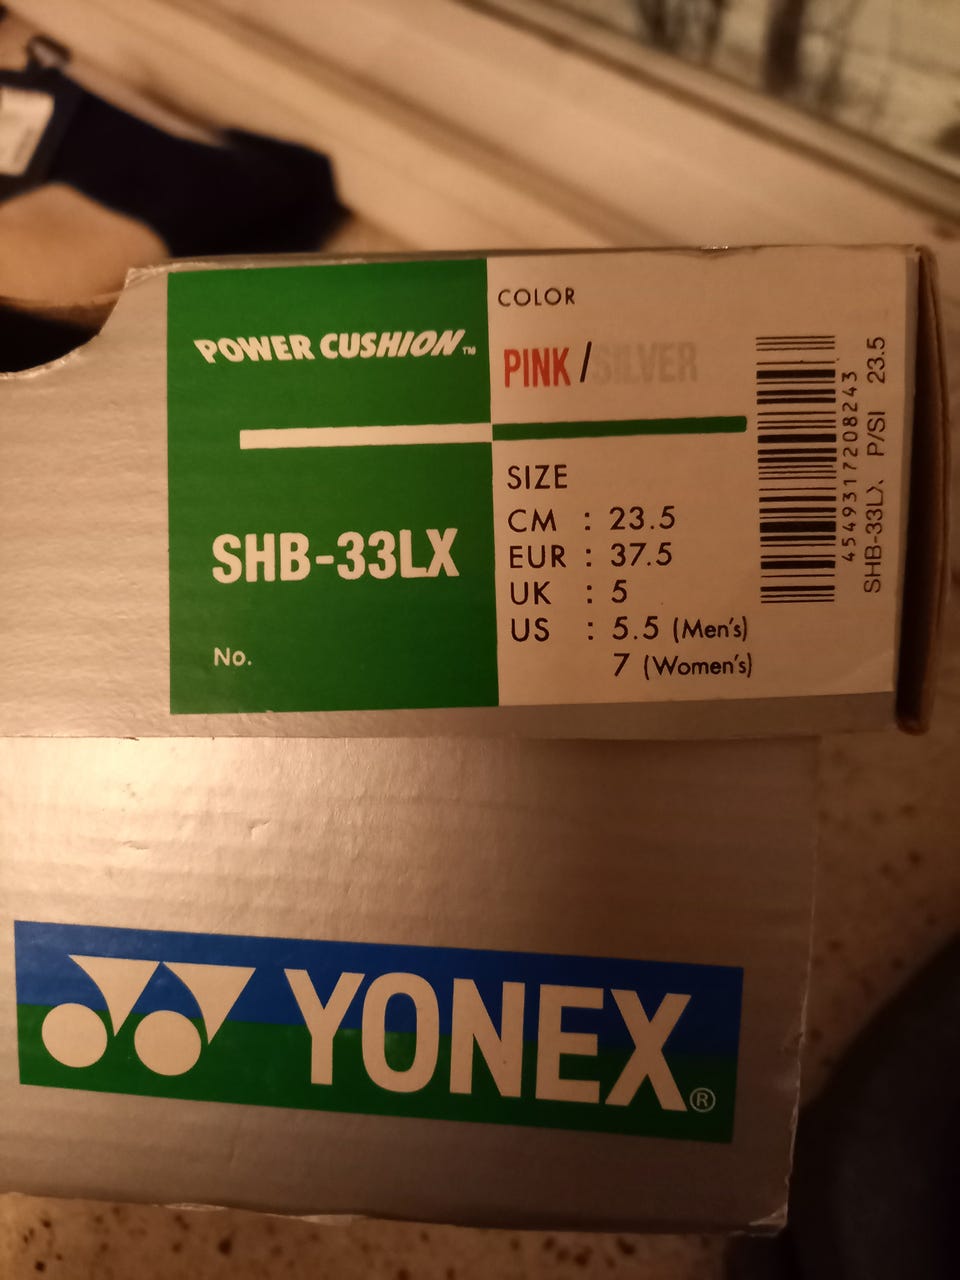 POWER CUSHION™
SHB-33LX
No.
COLOR
PINK / SILVER
SIZE
CM : 23.5
EUR : 37.5
UK : 5
US : 5.5 (Men's)
7 (Women's)
4549317208243
SHB-33LX P/SI 23.5
YONEX®